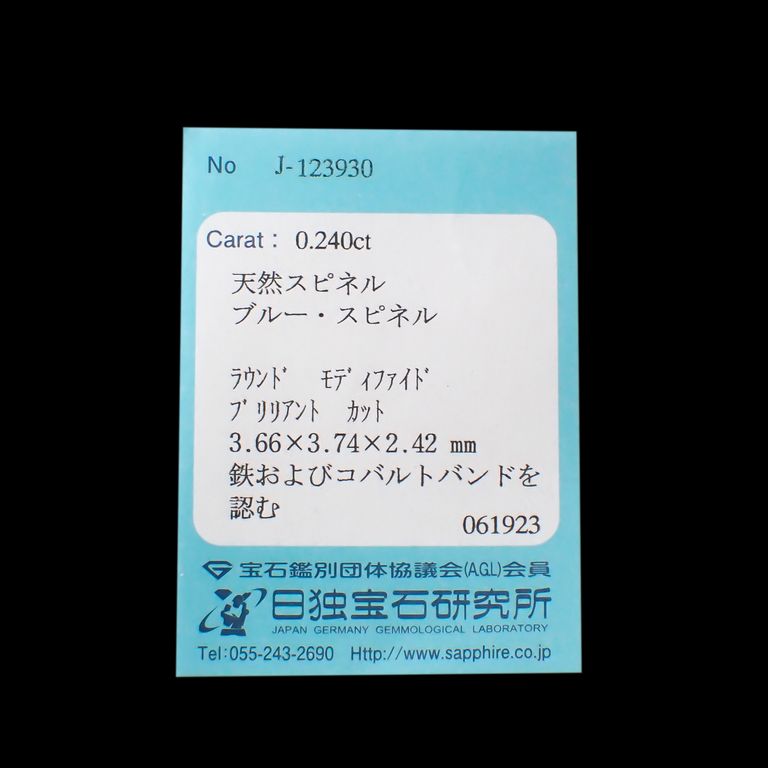 No J-123930
Carat: 0.240ct
天然スピネル
ブルー・スピネル
ﾗｳﾝﾄﾞ ﾓﾃﾞｨﾌｧｲﾄﾞ
ﾌﾞﾘﾘｱﾝﾄ ｶｯﾄ
3.66×3.74×2.42 mm
鉄およびコバルトバンドを
認む
061923
宝石鑑別団体協議会(AGL)会員
日独宝石研究所
JAPAN GERMANY GEMMOLOGICAL LABORATORY
Tel:055-243-2690 Http://www.sapphire.co.jp